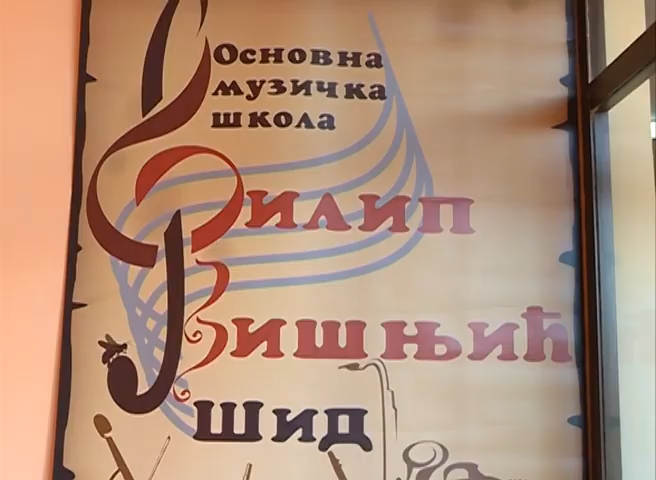 Основна
музичка
школа
Филип
Вишњић
Шид